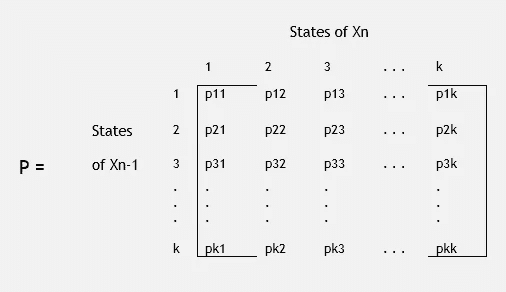 States of Xn
1 2 3 ... k
1 p11 p12 p13 ... p1k
States 2 p21 p22 p23 ... p2k
P = of Xn-1 3 p31 p32 p33 ... p3k
. . . . .
. . . . .
. . . . .
k pk1 pk2 pk3 ... pkk